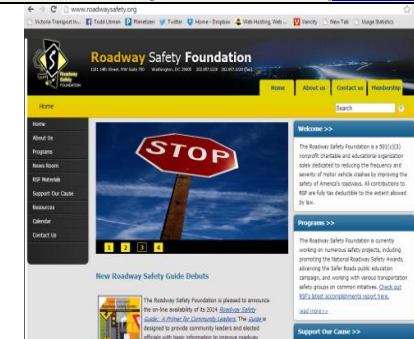 www.roadwaysafety.org
Victoria Transport In... Todd Litman Planetizen Twitter Home - Dropbox Web Hosting, Web ... Vancity New Tab Usage Statistics
Roadway Safety Foundation
Home About us Contact us Membership
Home
Search
Home
About Us
Programs
News Room
RSF Materials
Support Our Cause
Resources
Calendar
Contact Us
STOP
1 2 3 4
Welcome >>
The Roadway Safety Foundation is a 501(c)(3)
nonprofit charitable and educational organization
solely dedicated to reducing the frequency and
severity of motor vehicle crashes by improving the
safety of America's roadways. All contributions to
RSF are fully tax deductible to the extent allowed
by law.
Programs >>
The Roadway Safety Foundation is currently
working on numerous safety projects, including
promoting the National Roadway Safety Awards,
advancing the Safer Roads public education
campaign, and working with various transportation
safety groups on common initiatives. Check out
RSF's latest accomplishments report here.
read more>>
Support Our Cause >>
New Roadway Safety Guide Debuts
The Roadway Safety Foundation is pleased to announce
the on-line availability of its 2014 Roadway Safety
Guide: A Primer for Community Leaders. The Guide is
designed to provide community leaders and elected
officials with basic information to improve roadway